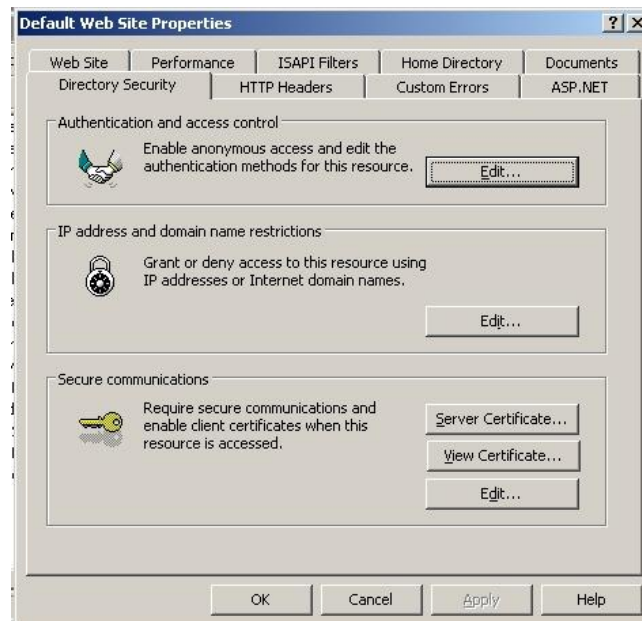 Default Web Site Properties
? X
Web Site Performance ISAPI Filters Home Directory Documents
Directory Security HTTP Headers Custom Errors ASP.NET
Authentication and access control
Enable anonymous access and edit the
authentication methods for this resource.
Edit...
IP address and domain name restrictions
Grant or deny access to this resource using
IP addresses or Internet domain names.
Edit...
Secure communications
Require secure communications and
enable client certificates when this
resource is accessed.
Server Certificate...
View Certificate...
Edit...
OK Cancel Apply Help